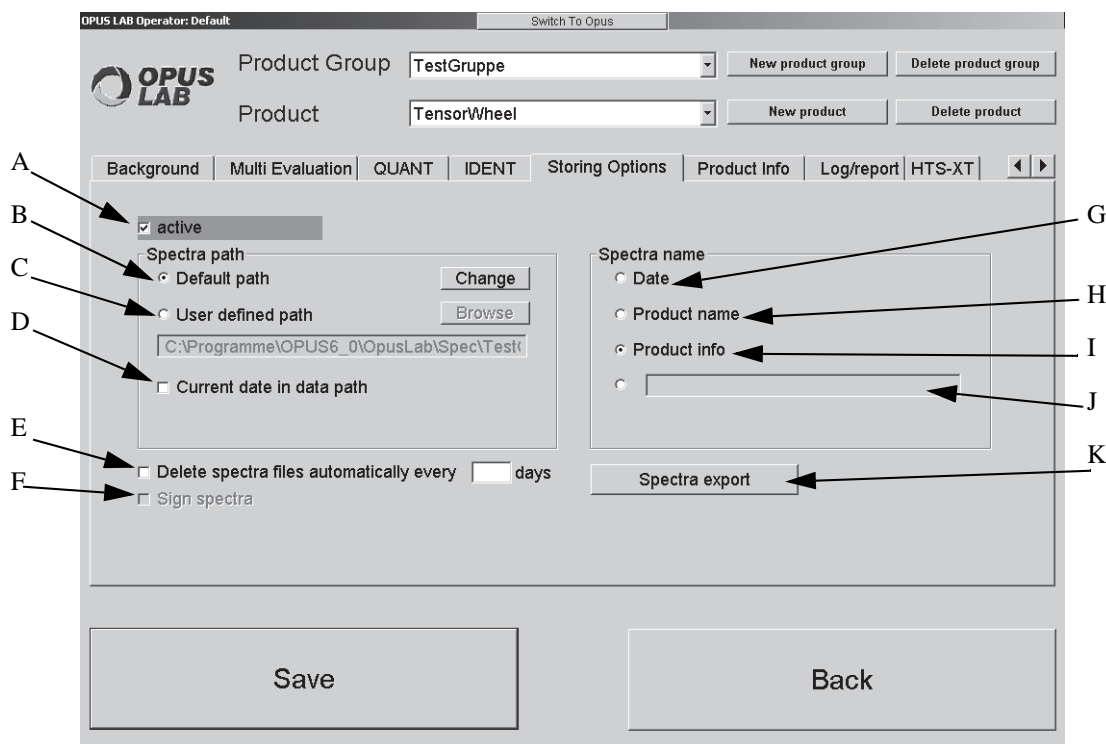 OPUS LAB Operator: Default
Switch To Opus
OPUS
LAB
Product Group
TestGruppe
New product group
Delete product group
Product
TensorWheel
New product
Delete product
Background
Multi Evaluation
QUANT
IDENT
Storing Options
Product Info
Log/report
HTS-XT
A
active
B
Spectra path
Default path
Change
C
User defined path
Browse
C:\Programme\OPUS6_0\OpusLab\Spec\Test
D
Current date in data path
E
Delete spectra files automatically every days
F
Sign spectra
Spectra name
G
Date
H
Product name
I
Product info
J
K
Spectra export
Save
Back